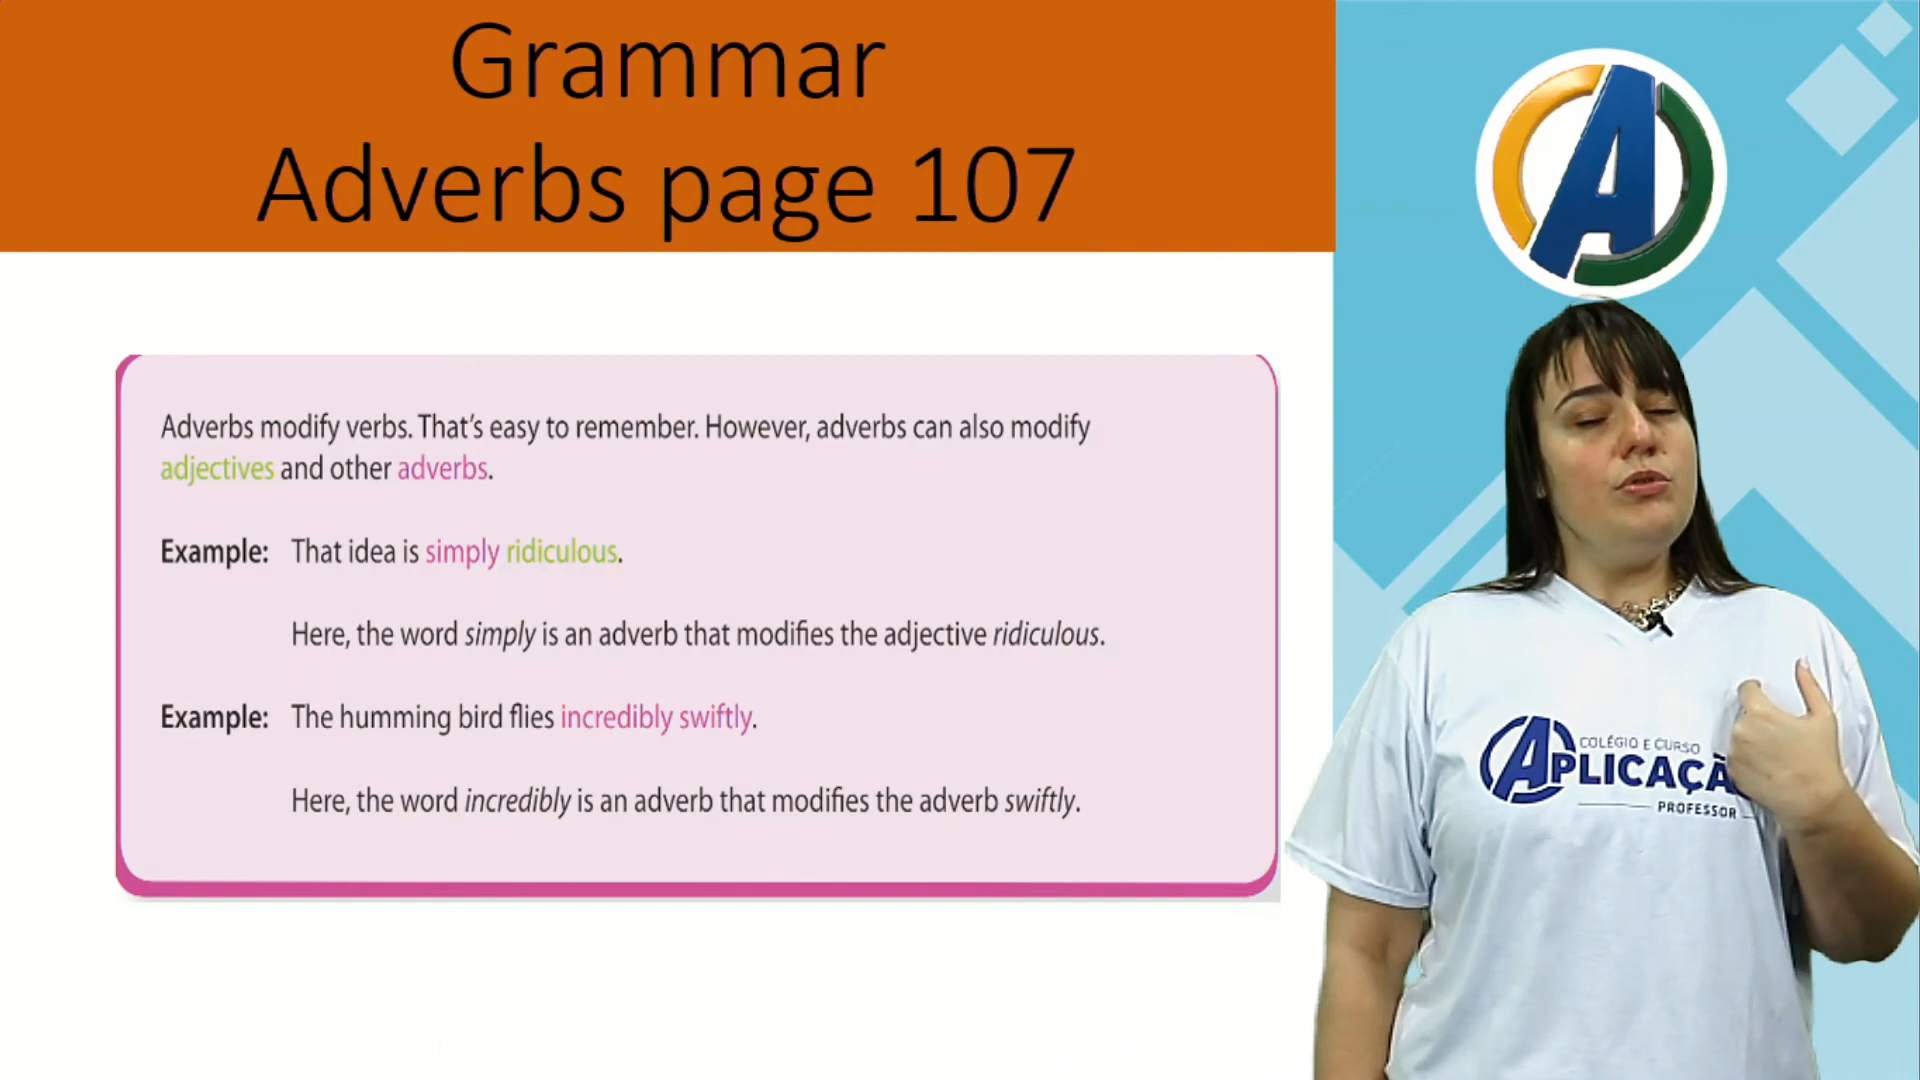 Grammar
Adverbs page 107
Adverbs modify verbs. That's easy to remember. However, adverbs can also modify
adjectives and other adverbs.
Example: That idea is simply ridiculous.
Here, the word simply is an adverb that modifies the adjective ridiculous.
Example: The humming bird flies incredibly swiftly.
Here, the word incredibly is an adverb that modifies the adverb swiftly.
A
COLÉGIO E CURSO
APLICAÇÃ
PROFESSOR